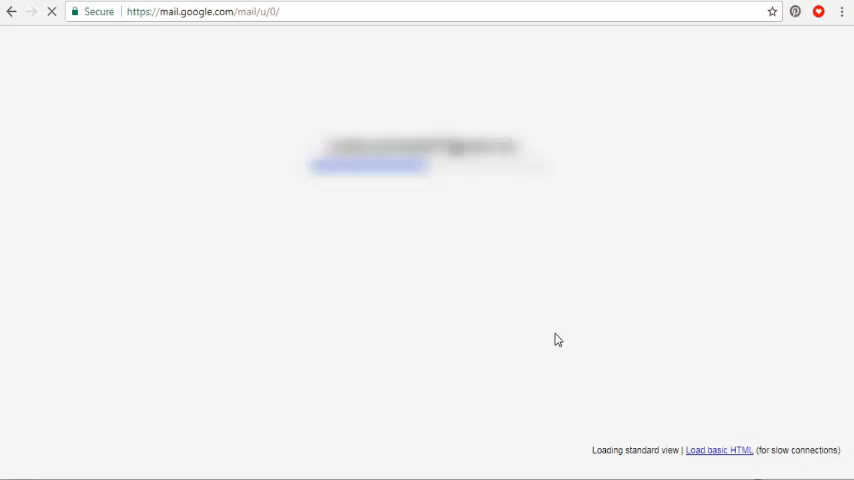 Secure https://mail.google.com/mail/u/0/
Loading standard view | Load basic HTML (for slow connections)